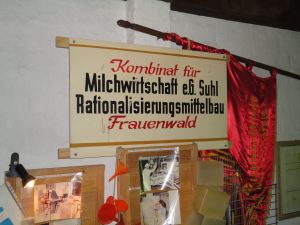 Kombinat für
Milchwirtschaft e.G. Suhl
Rationalisierungsmittelbau
Frauenwald